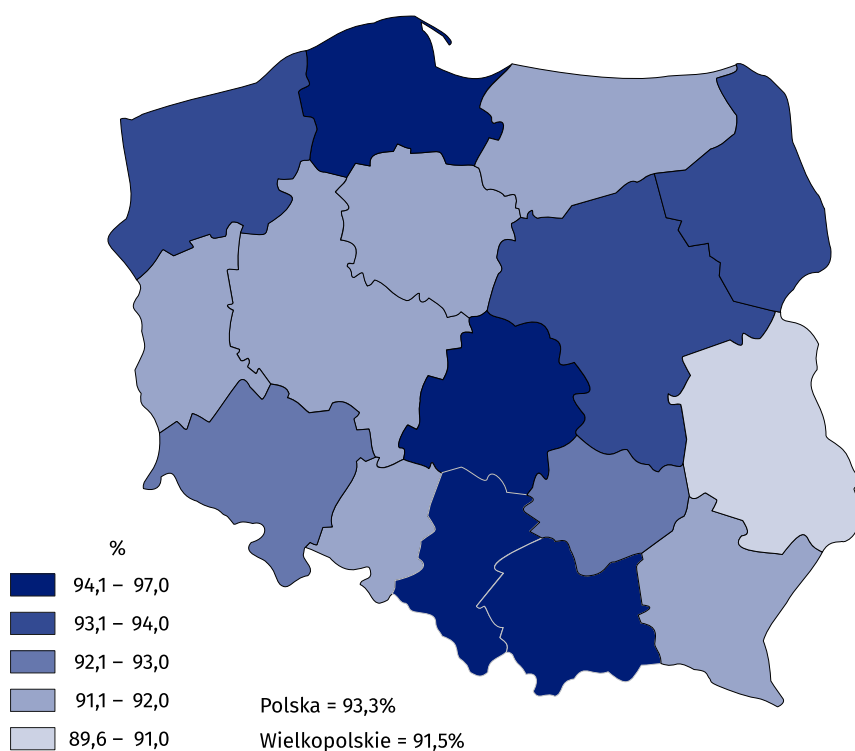 %
94,1 – 97,0
93,1 – 94,0
92,1 – 93,0
91,1 – 92,0
89,6 – 91,0
Polska = 93,3%
Wielkopolskie = 91,5%